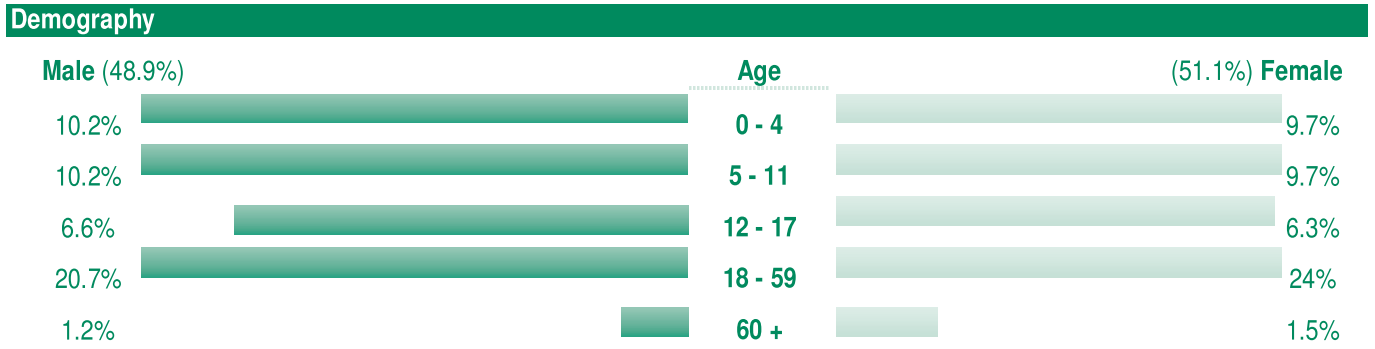 Demography
Male (48.9%) Age (51.1%) Female
10.2% 0 - 4 9.7%
10.2% 5 - 11 9.7%
6.6% 12 - 17 6.3%
20.7% 18 - 59 24%
1.2% 60 + 1.5%